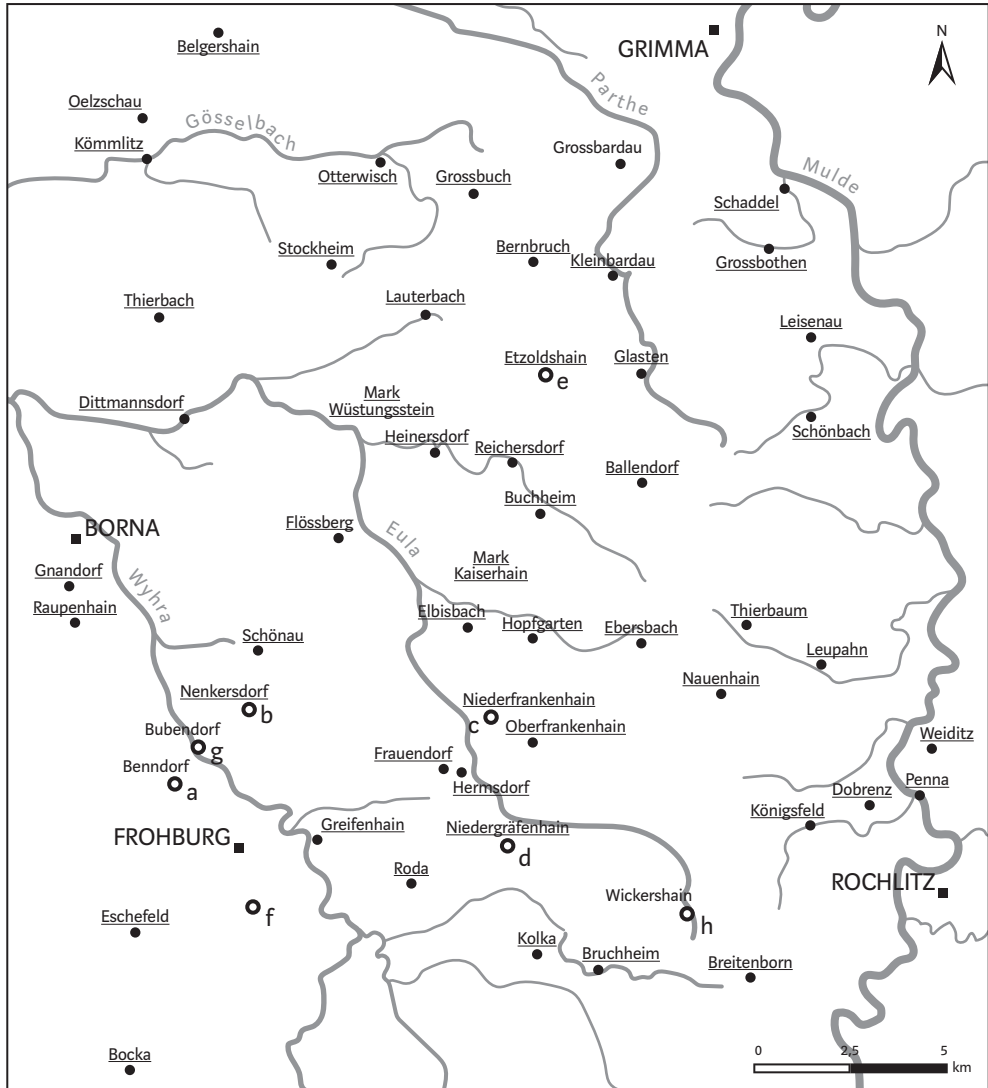 N
GRIMMA
Belgershain
Parthe
Oelzschau
Gösselbach
Kömmlitz
Grossbardau
Otterwisch
Grossbuch
Mulde
Schaddel
Stockheim
Bernbruch
Kleinbardau
Grossbothen
Thierbach
Lauterbach
Leisenau
Etzoldshain
e
Glasten
Dittmannsdorf
Mark
Wüstungsstein
Heinersdorf
Reichersdorf
Schönbach
Ballendorf
Buchheim
BORNA
Flössberg
Eula
Gnandorf
Mark
Kaiserhain
Raupenhain
Wyhra
Elbisbach
Hopfgarten
Ebersbach
Thierbaum
Schönau
Leupahn
Nauenhain
Nenkersdorf
b
Niederfrankenhain
c
Bubendorf
g
Oberfrankenhain
Weiditz
Benndorf
a
Frauendorf
Hermsdorf
Penna
Dobrenz
Königsfeld
FROHBURG
Greifenhain
Niedergräfenhain
d
Roda
ROCHLITZ
Wickershain
h
f
Eschefeld
Kolka
Bruchheim
Breitenborn
Bocka
0 2,5 5
km